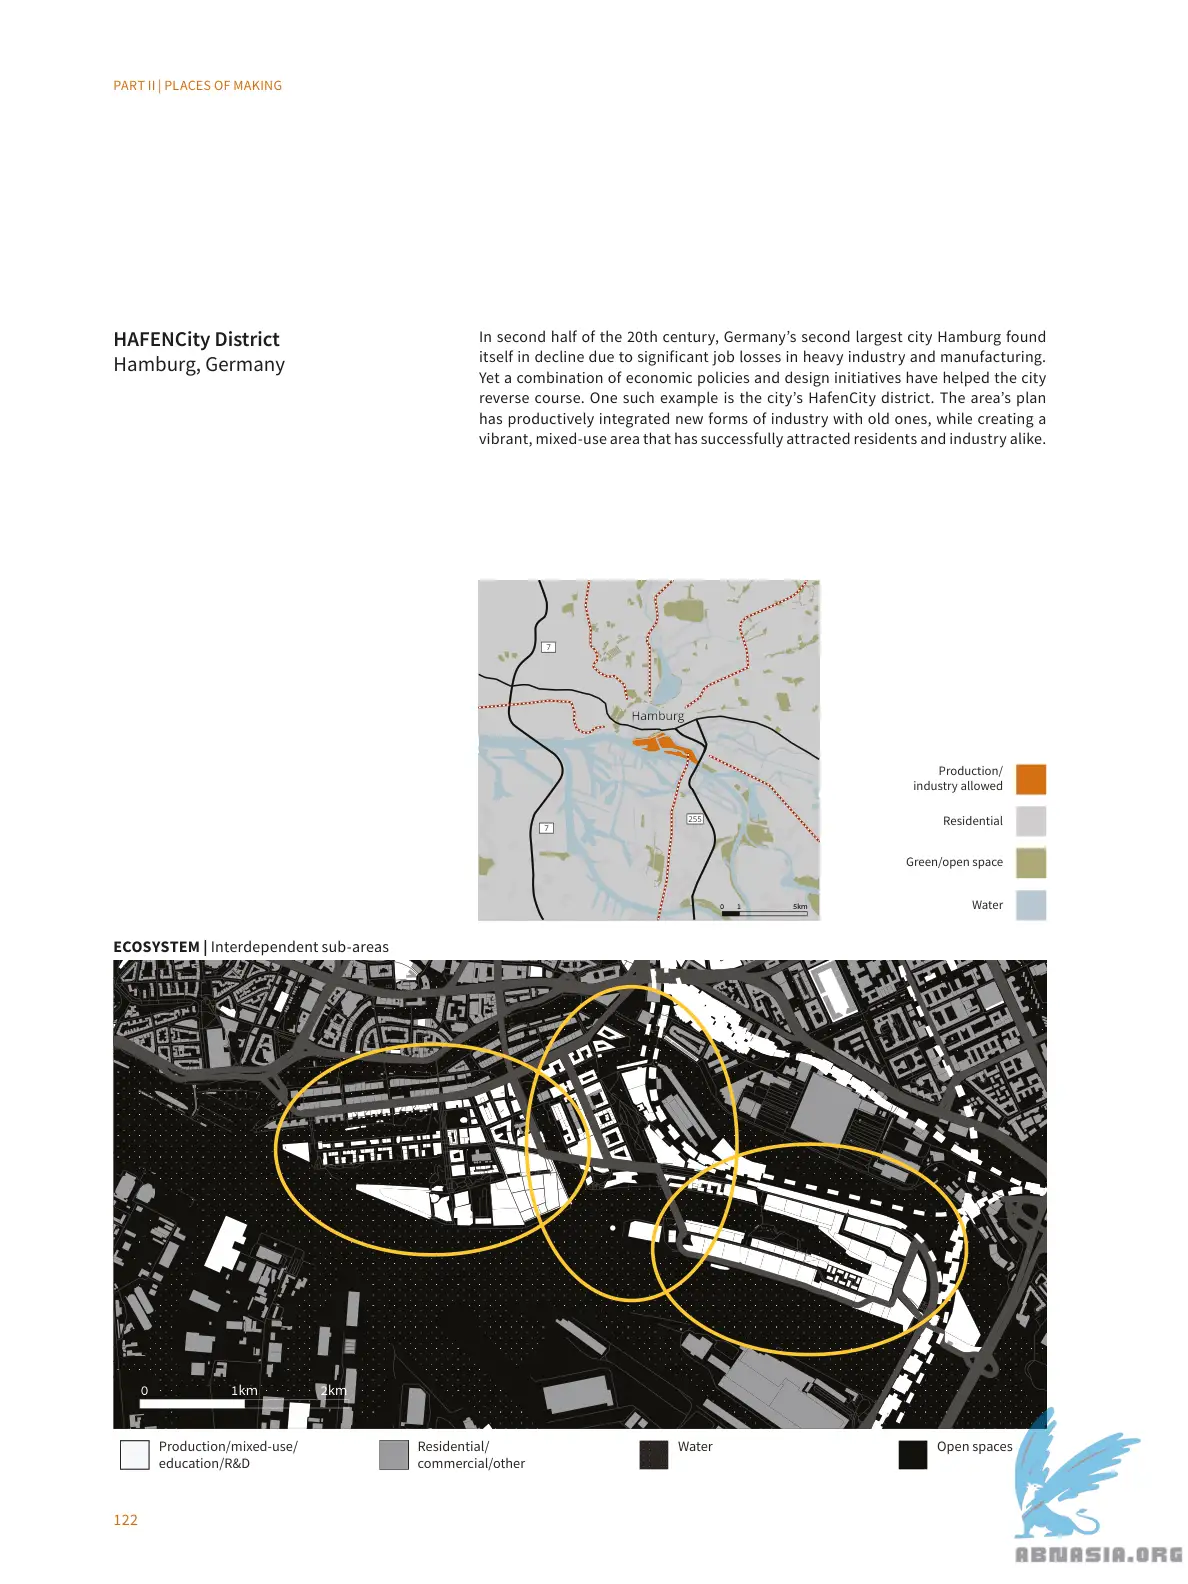 PART II | PLACES OF MAKING
HAFENCity District
Hamburg, Germany
In second half of the 20th century, Germany’s second largest city Hamburg found
itself in decline due to significant job losses in heavy industry and manufacturing.
Yet a combination of economic policies and design initiatives have helped the city
reverse course. One such example is the city’s HafenCity district. The area’s plan
has productively integrated new forms of industry with old ones, while creating a
vibrant, mixed-use area that has successfully attracted residents and industry alike.
7
Hamburg
7
255
0 1 5km
Production/
industry allowed
Residential
Green/open space
Water
ECOSYSTEM | Interdependent sub-areas
0 1km 2km
Production/mixed-use/
education/R&D
Residential/
commercial/other
Water
Open spaces
122
ABMASIA.ORG